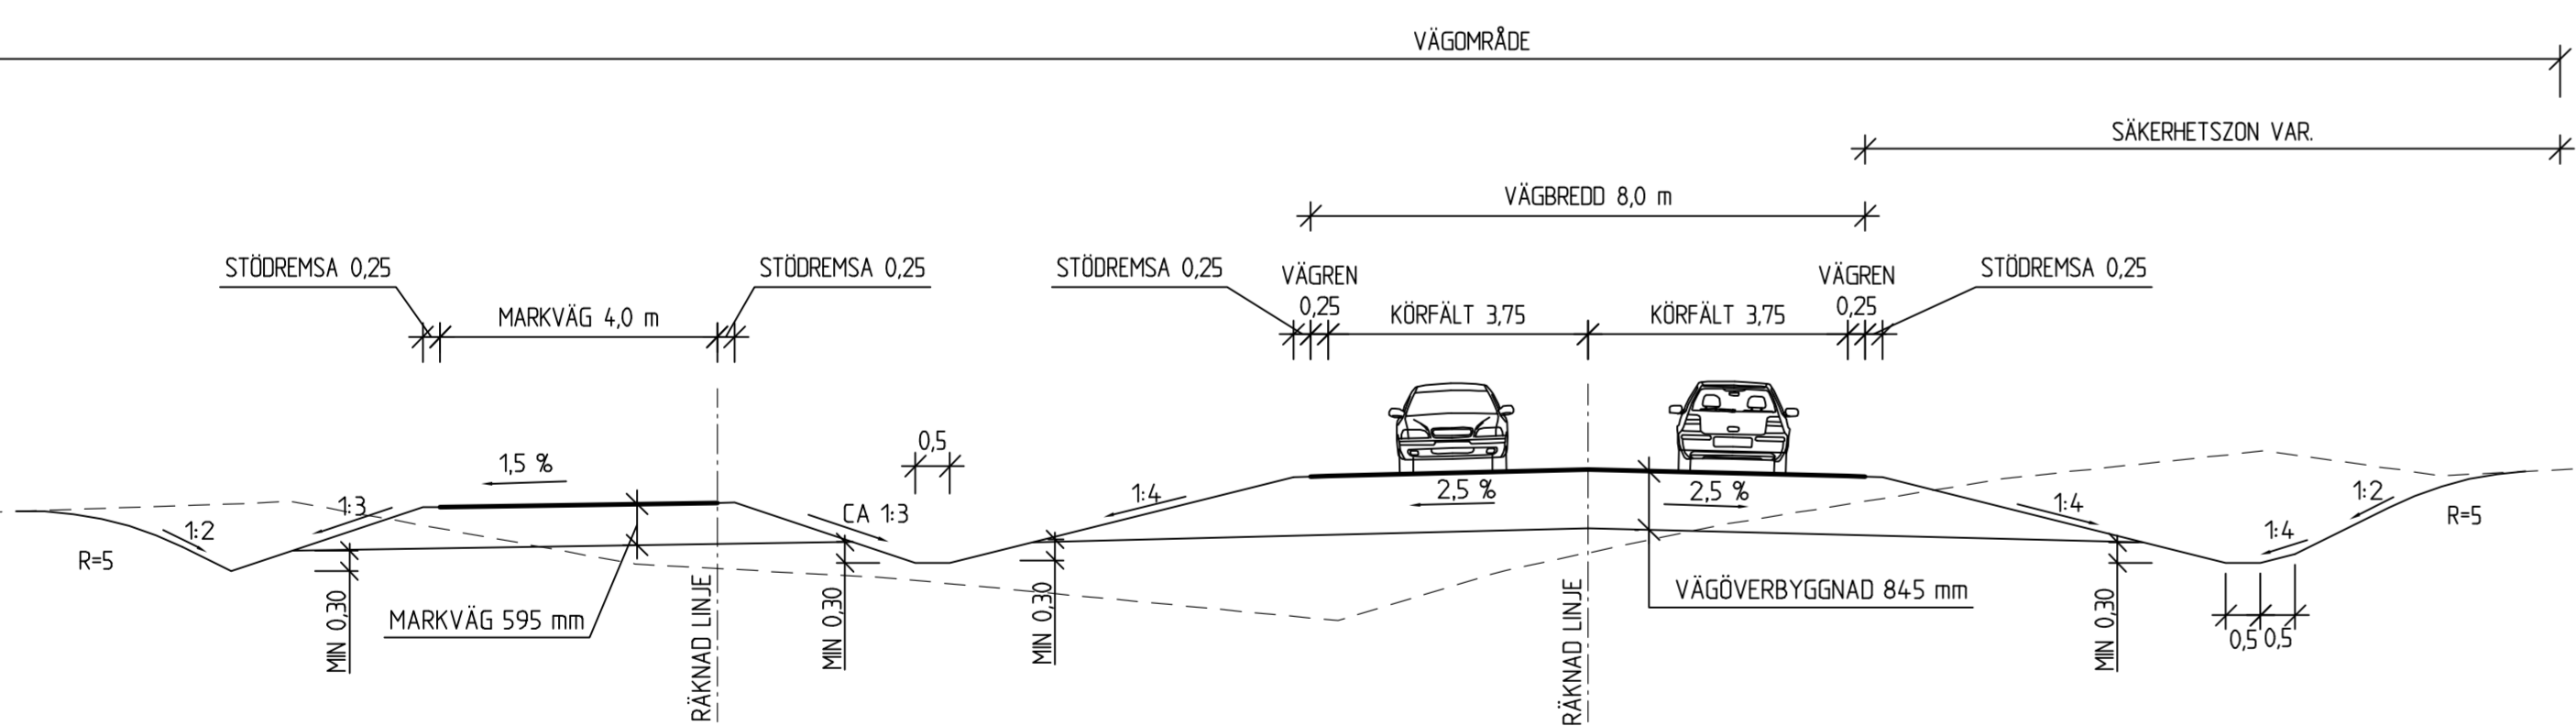 VÄGOMRÅDE
SÄKERHETSZON VAR.
VÄGBREDD 8,0 m
STÖDREMSA 0,25
STÖDREMSA 0,25
STÖDREMSA 0,25
VÄGREN
0,25
VÄGREN
0,25
STÖDREMSA 0,25
MARKVÄG 4,0 m
KÖRFÄLT 3,75
KÖRFÄLT 3,75
0,5
1,5 %
1:3
1:2
R=5
CA 1:3
1:4
2,5 %
2,5 %
1:4
1:2
1:4
R=5
MIN 0,30
MARKVÄG 595 mm
RÄKNAD LINJE
MIN 0,30
MIN 0,30
RÄKNAD LINJE
VÄGÖVERBYGGNAD 845 mm
MIN 0,30
0,5 0,5